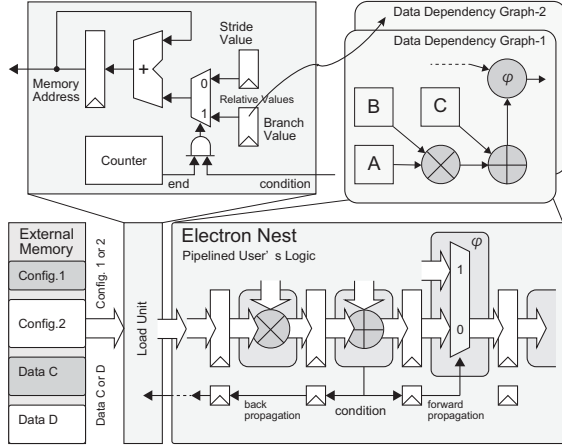 Data Dependency Graph-2
Data Dependency Graph-1
Stride
Value
Memory
Address
+
0
1
Relative Values
Branch
Value
Counter
end
condition
φ
B
C
A
External
Memory
Config.1
Config.2
Data C
Data D
Config. 1 or 2
Data C or D
Load Unit
Electron Nest
Pipelined User's Logic
φ
1
0
back
propagation
condition
forward
propagation